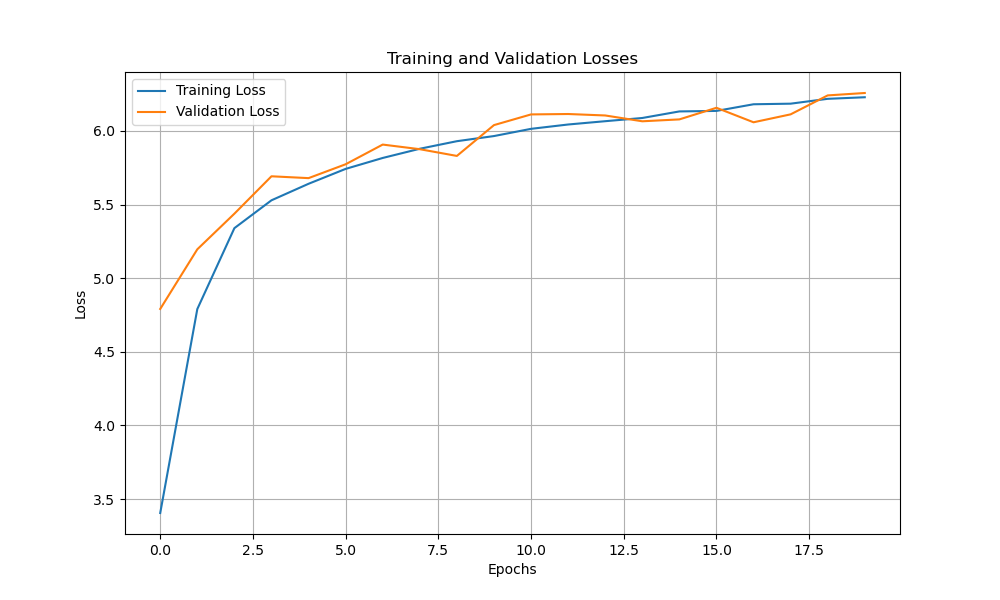 Training and Validation Losses
Training Loss
Validation Loss
6.0
5.5
5.0
4.5
4.0
3.5
Loss
0.0 2.5 5.0 7.5 10.0 12.5 15.0 17.5
Epochs